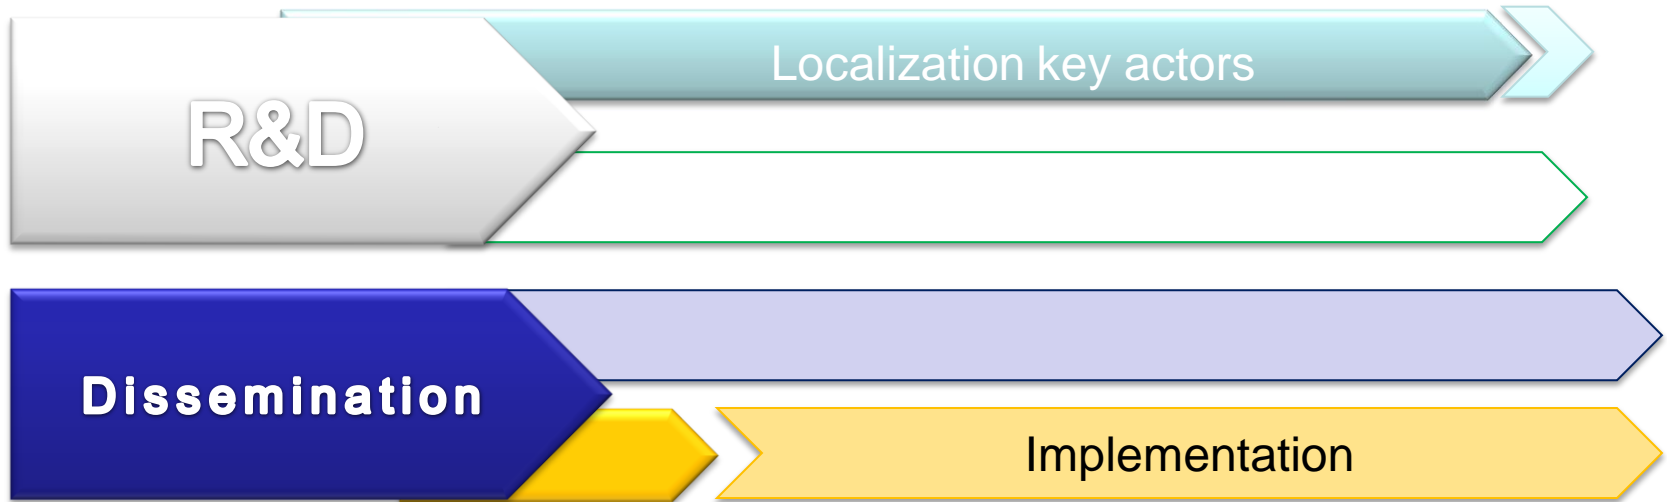 Localization key actors
R&D
Dissemination
Implementation